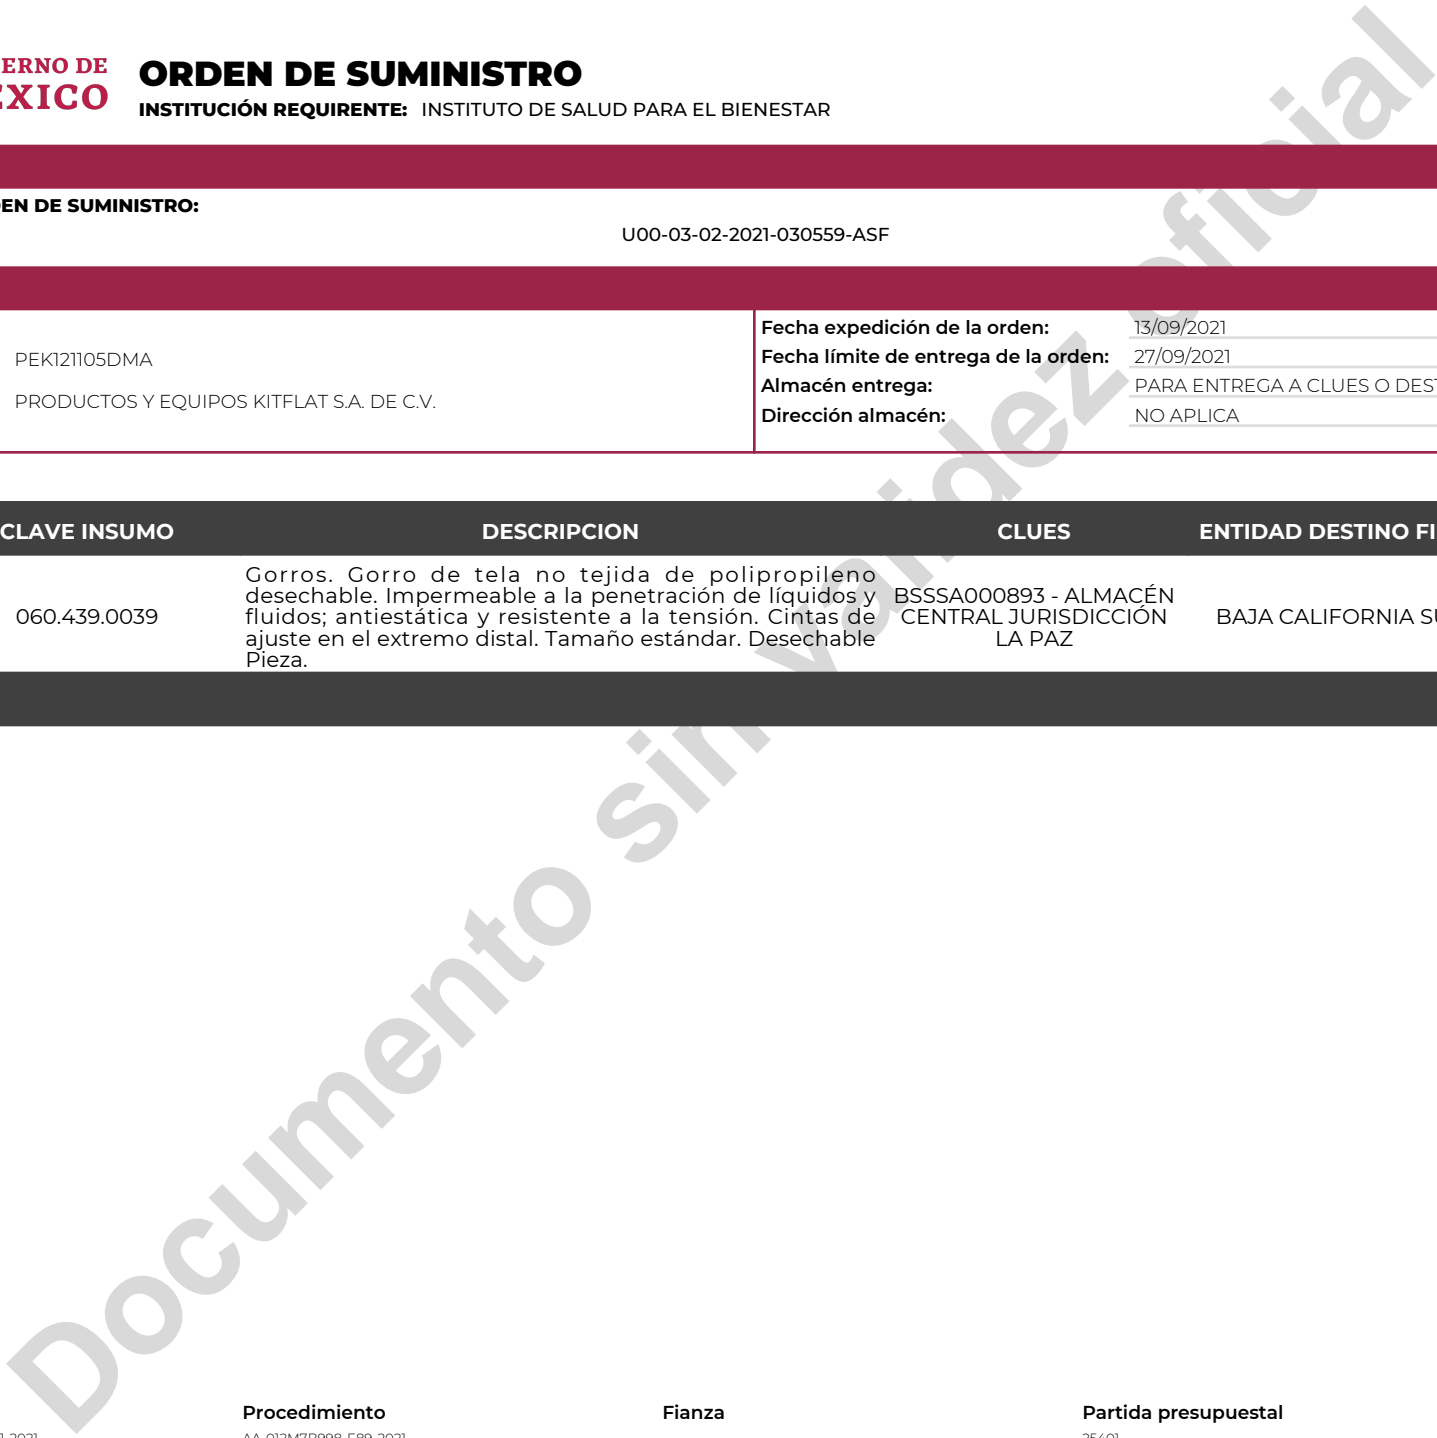 ERNO DE
ORDEN DE SUMINISTRO
INSTITUCIÓN REQUIRENTE: INSTITUTO DE SALUD PARA EL BIENESTAR
EN DE SUMINISTRO:
U00-03-02-2021-030559-ASF
PEK121105DMA
PRODUCTOS Y EQUIPOS KITFLAT S.A. DE C.V.
Fecha expedición de la orden: 13/09/2021
Fecha límite de entrega de la orden: 27/09/2021
Almacén entrega: PARA ENTREGA A CLUES O DEST
Dirección almacén: NO APLICA
CLAVE INSUMO DESCRIPCION CLUES ENTIDAD DESTINO FI
060.439.0039
Gorros. Gorro de tela no tejida de polipropileno
desechable. Impermeable a la penetración de líquidos y
fluidos; antiestática y resistente a la tensión. Cintas de
ajuste en el extremo distal. Tamaño estándar. Desechable
Pieza.
BSSSA000893 - ALMACÉN
CENTRAL JURISDICCIÓN
LA PAZ
BAJA CALIFORNIA SU
Documento sin validez oficial
Procedimiento Fianza Partida presupuestal